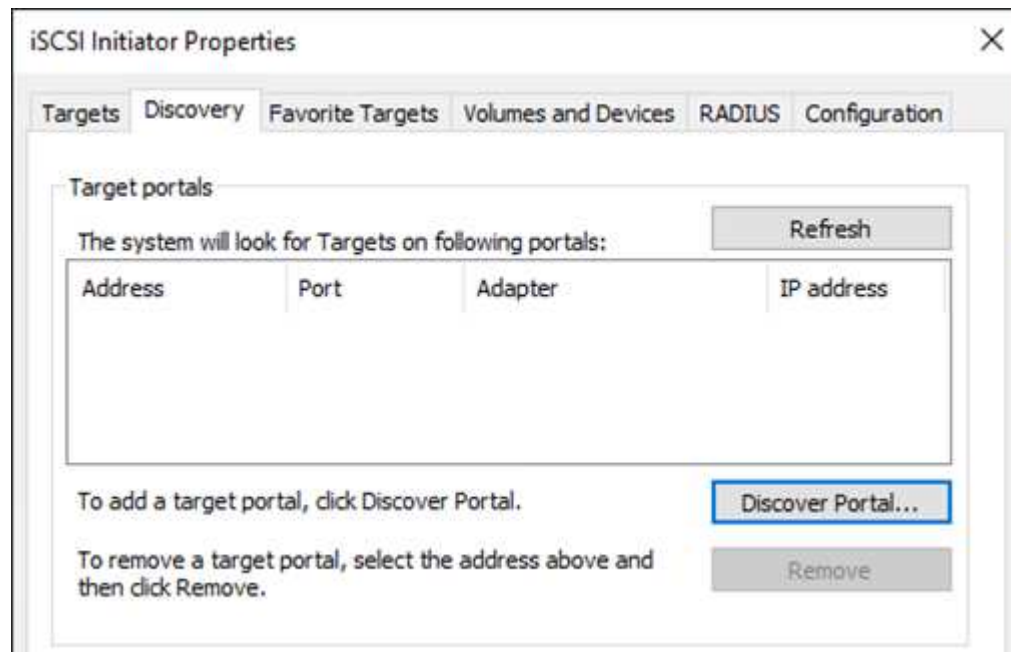 iSCSI Initiator Properties
Targets Discovery Favorite Targets Volumes and Devices RADIUS Configuration
Target portals
The system will look for Targets on following portals:
Refresh
Address Port Adapter IP address
To add a target portal, click Discover Portal.
Discover Portal...
To remove a target portal, select the address above and
then click Remove.
Remove